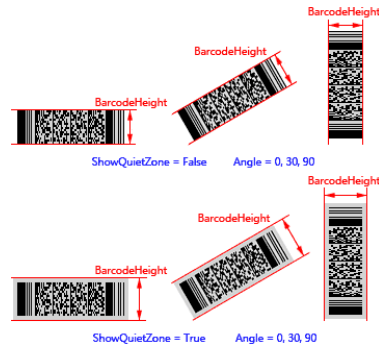 BarcodeHeight
BarcodeHeight
BarcodeHeight
ShowQuietZone = False Angle = 0, 30, 90
BarcodeHeight
BarcodeHeight
BarcodeHeight
ShowQuietZone = True Angle = 0, 30, 90